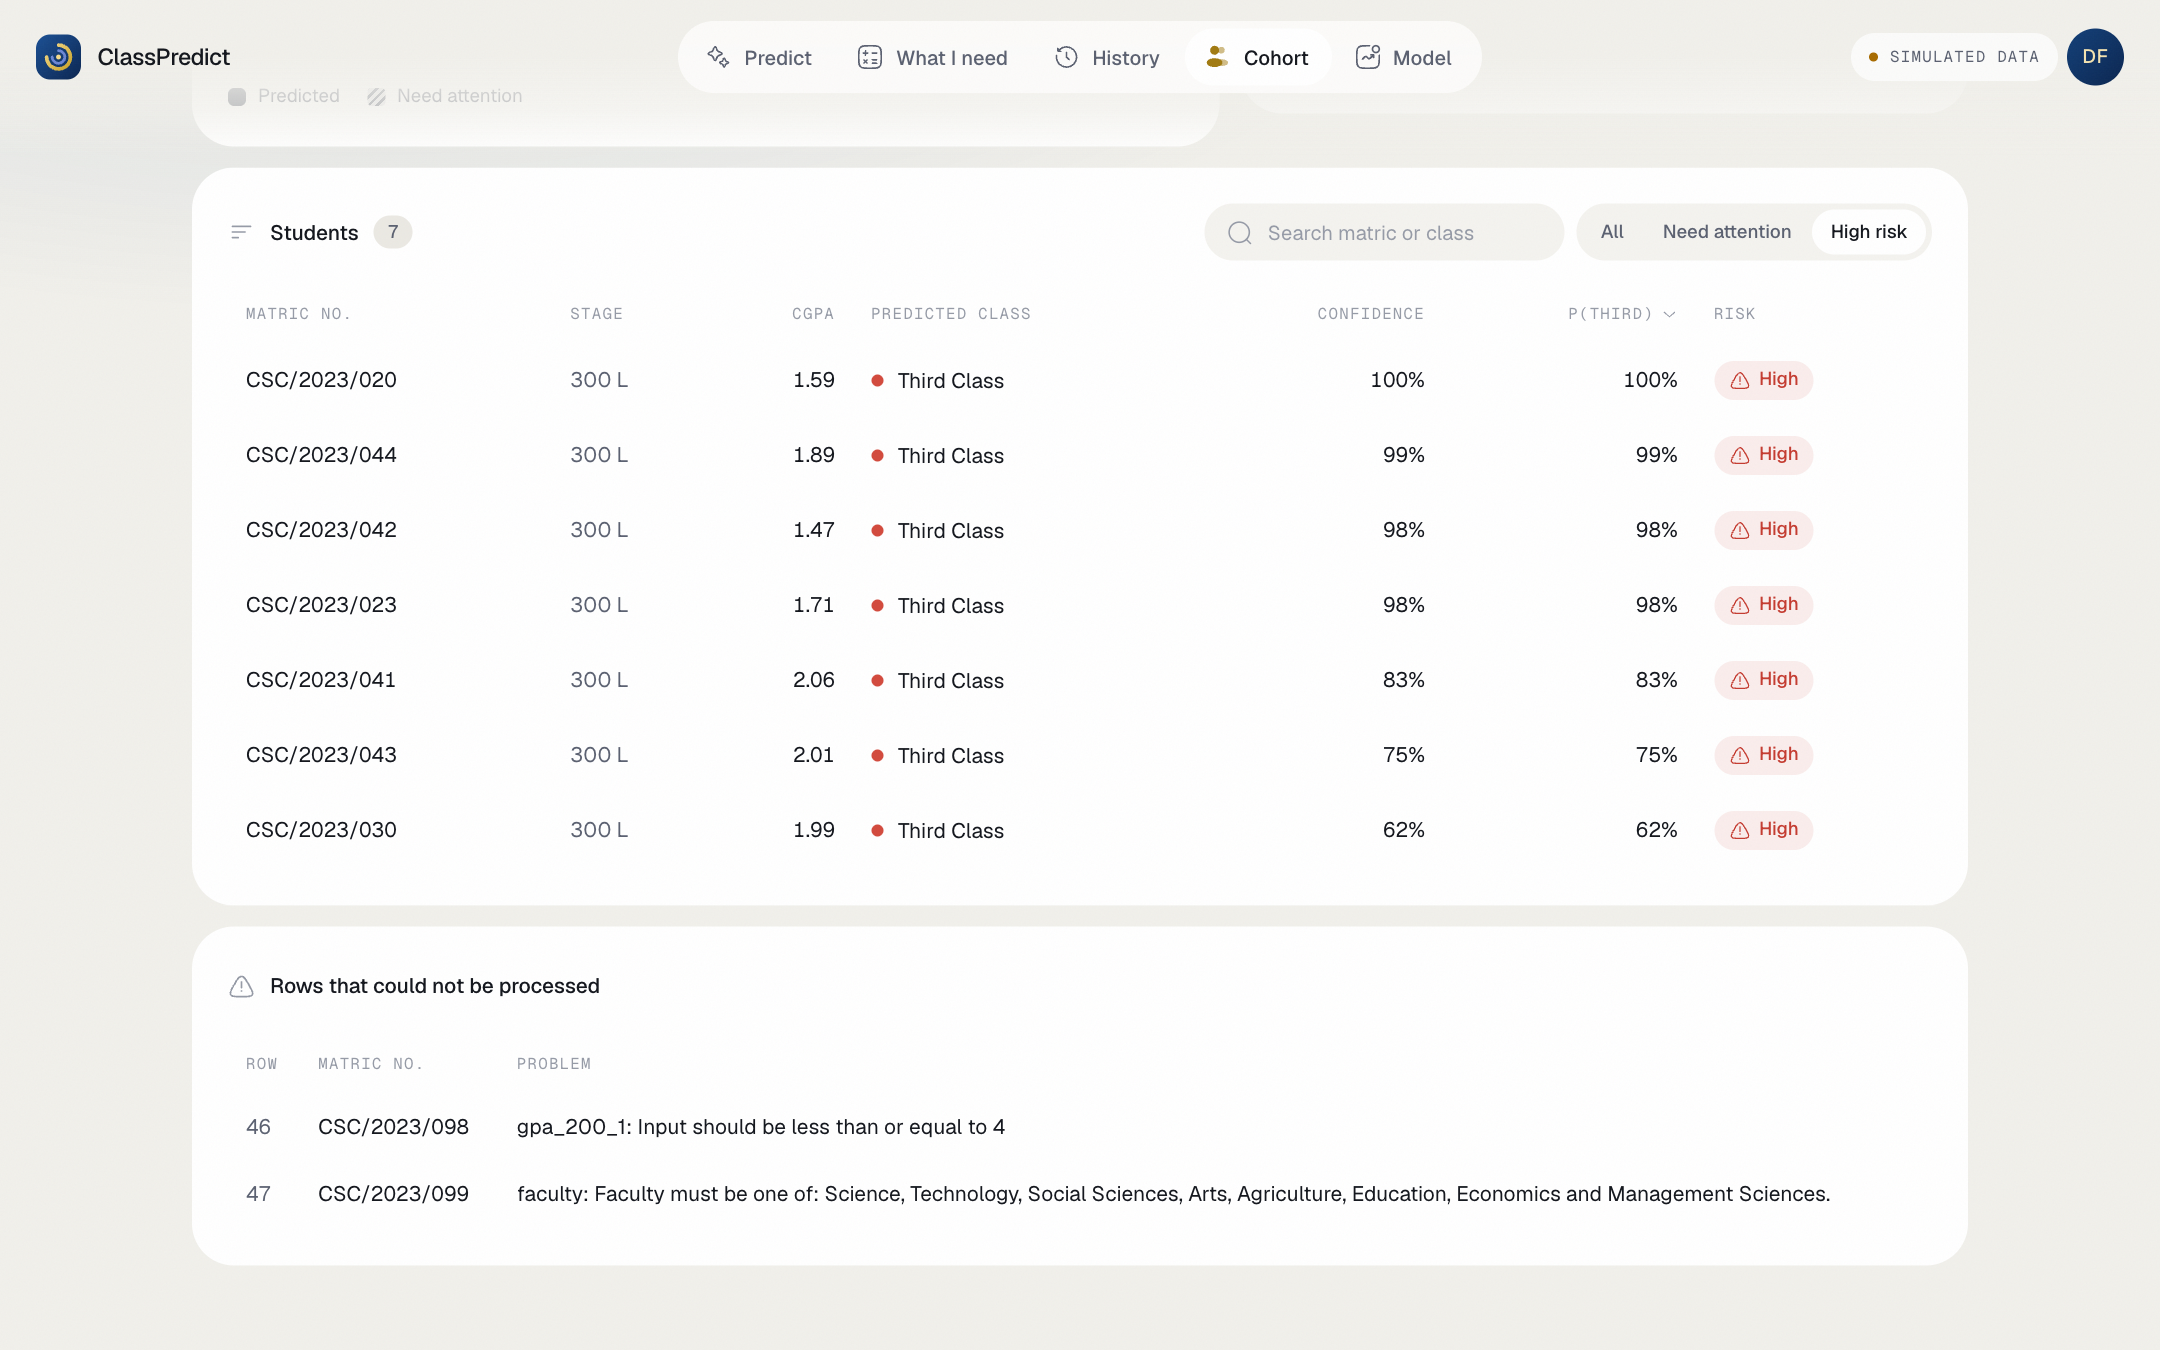 ClassPredict
Predict What I need History Cohort Model
SIMULATED DATA DF
Predicted Need attention
Students 7
Search matric or class
All Need attention High risk
MATRIC NO. STAGE CGPA PREDICTED CLASS CONFIDENCE P(THIRD) RISK
CSC/2023/020 300 L 1.59 Third Class 100% 100% High
CSC/2023/044 300 L 1.89 Third Class 99% 99% High
CSC/2023/042 300 L 1.47 Third Class 98% 98% High
CSC/2023/023 300 L 1.71 Third Class 98% 98% High
CSC/2023/041 300 L 2.06 Third Class 83% 83% High
CSC/2023/043 300 L 2.01 Third Class 75% 75% High
CSC/2023/030 300 L 1.99 Third Class 62% 62% High
Rows that could not be processed
ROW MATRIC NO. PROBLEM
46 CSC/2023/098 gpa_200_1: Input should be less than or equal to 4
47 CSC/2023/099 faculty: Faculty must be one of: Science, Technology, Social Sciences, Arts, Agriculture, Education, Economics and Management Sciences.